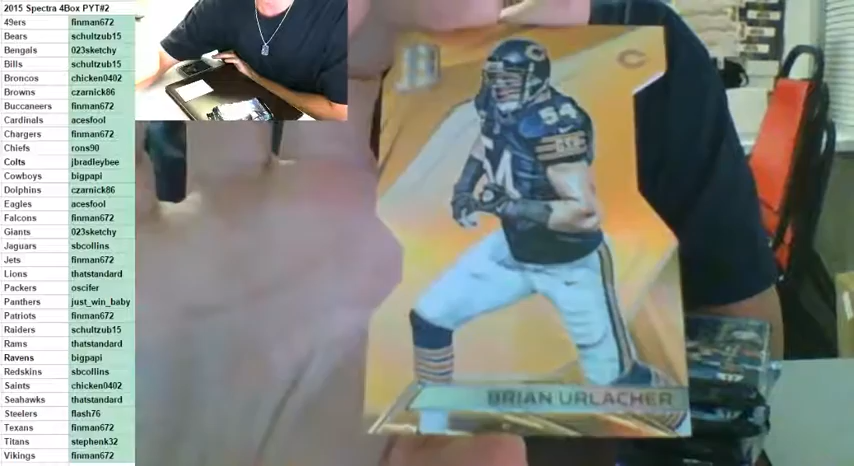 2015 Spectra 4Box PYT#2
49ers finman672
Bears schultzub15
Bengals 023sketchy
Bills schultzub15
Broncos chicken0402
Browns czarnick86
Buccaneers finman672
Cardinals acesfool
Chargers finman672
Chiefs rons90
Colts jbradleybee
Cowboys bigpapi
Dolphins czarnick86
Eagles acesfool
Falcons finman672
Giants 023sketchy
Jaguars sbcollins
Jets finman672
Lions thatstandard
Packers oscifer
Panthers just_win_baby
Patriots finman672
Raiders schultzub15
Rams thatstandard
Ravens bigpapi
Redskins sbcollins
Saints chicken0402
Seahawks thatstandard
Steelers flash76
Texans finman672
Titans stephenk32
Vikings finman672
54
54
BRIAN URLACHER